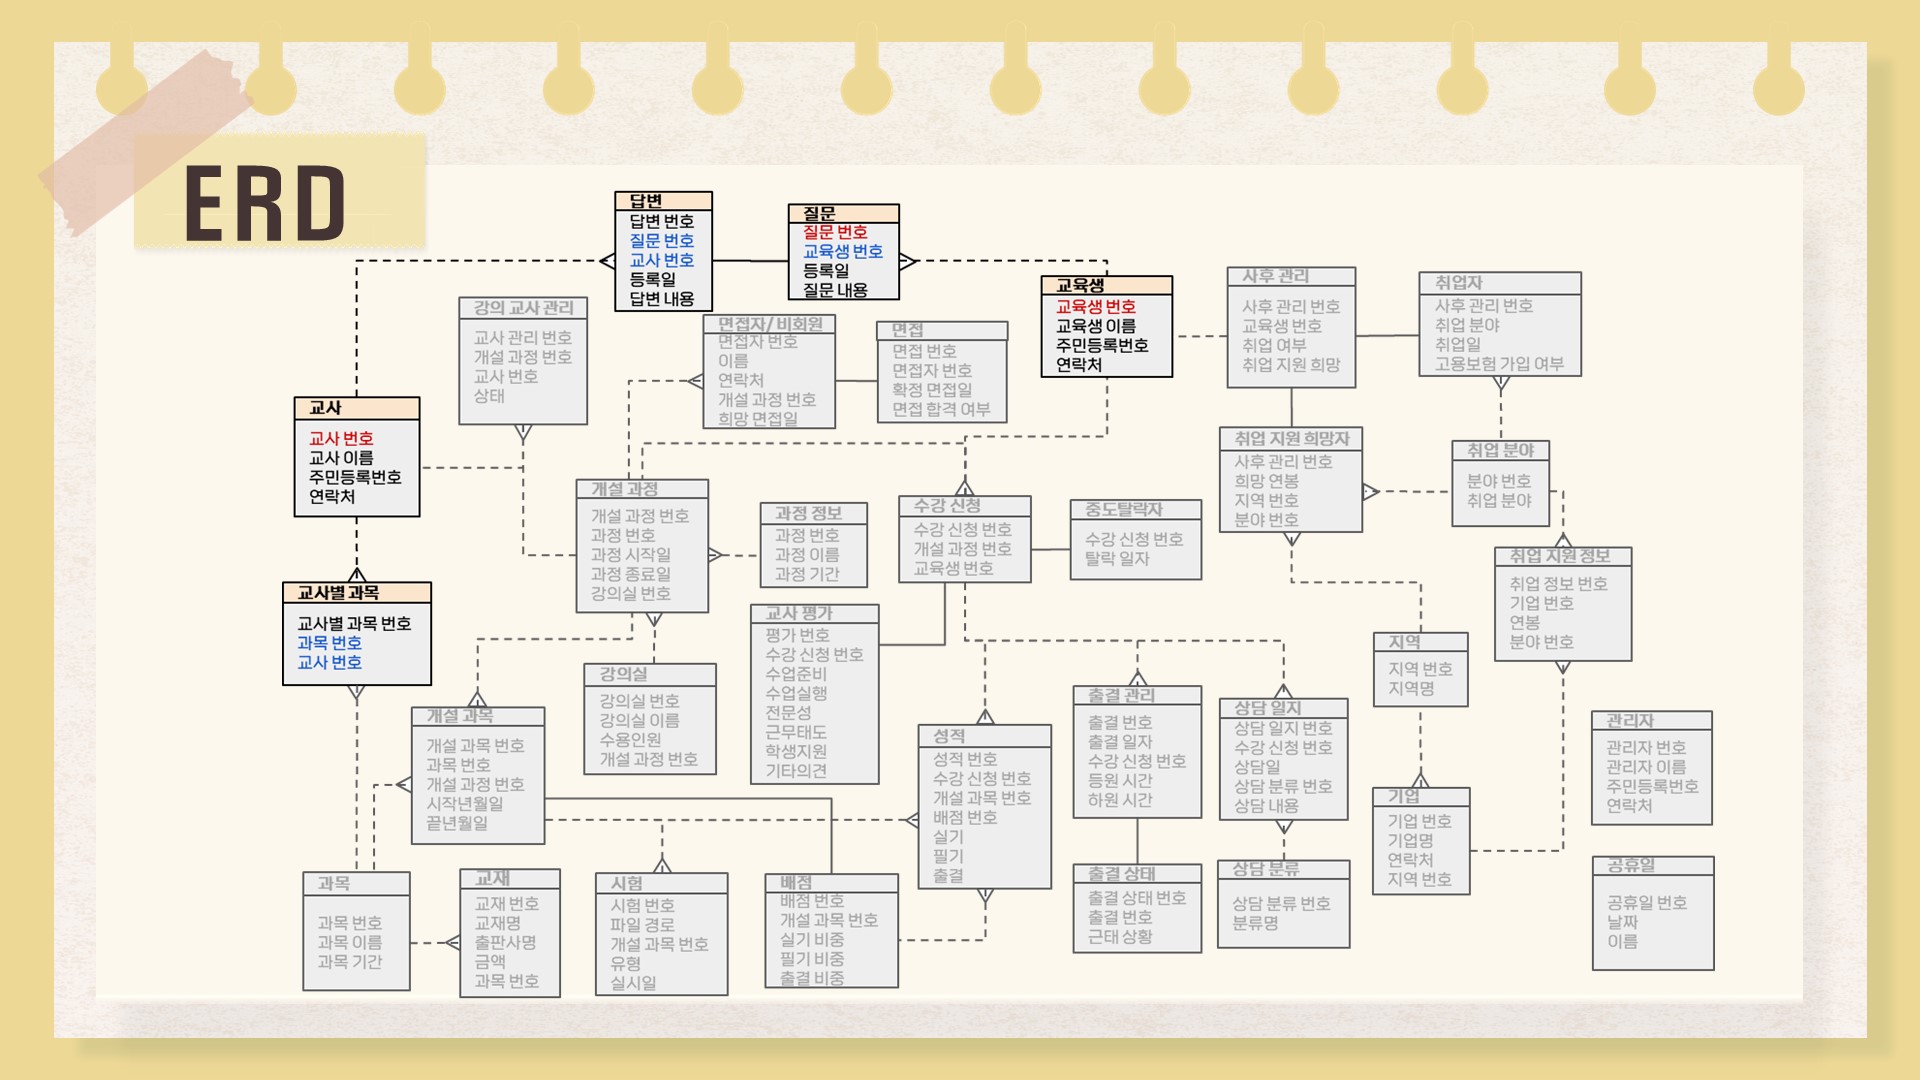 ERD
답변
답변 번호
질문 번호
교사 번호
등록일
답변 내용
질문
질문 번호
교육생 번호
등록일
질문 내용
교육생
교육생 번호
교육생 이름
주민등록번호
연락처
사후 관리
사후 관리 번호
교육생 번호
취업 여부
취업 지원 희망
취업자
사후 관리 번호
취업 분야
취업일
고용보험 가입 여부
강의 교사 관리
교사 관리 번호
개설 과정 번호
교사 번호
상태
면접자/ 비회원
면접자 번호
이름
연락처
개설 과정 번호
희망 면접일
면접
면접 번호
면접자 번호
확정 면접일
면접 합격 여부
교사
교사 번호
교사 이름
주민등록번호
연락처
취업 지원 희망자
사후 관리 번호
희망 연봉
지역 번호
분야 번호
취업 분야
분야 번호
취업 분야
개설 과정
개설 과정 번호
과정 번호
과정 시작일
과정 종료일
강의실 번호
과정 정보
과정 번호
과정 이름
과정 기간
수강 신청
수강 신청 번호
개설 과정 번호
교육생 번호
중도탈락자
수강 신청 번호
탈락 일자
취업 지원 정보
취업 정보 번호
기업 번호
연봉
분야 번호
교사별 과목
교사별 과목 번호
과목 번호
교사 번호
교사 평가
평가 번호
수강 신청 번호
수업준비
수업실행
전문성
근무태도
학생지원
기타의견
지역
지역 번호
지역명
강의실
강의실 번호
강의실 이름
수용인원
개설 과정 번호
개설 과목
개설 과목 번호
과목 번호
개설 과정 번호
시작년월일
끝년월일
성적
성적 번호
수강 신청 번호
개설 과목 번호
배점 번호
실기
필기
출결
출결 관리
출결 번호
출결 일자
수강 신청 번호
등원 시간
하원 시간
상담 일지
상담 일지 번호
수강 신청 번호
상담일
상담 분류 번호
상담 내용
관리자
관리자 번호
관리자 이름
주민등록번호
연락처
기업
기업 번호
기업명
연락처
지역 번호
과목
과목 번호
과목 이름
과목 기간
교재
교재 번호
교재명
출판사명
금액
과목 번호
시험
시험 번호
파일 경로
개설 과목 번호
유형
실시일
배점
배점 번호
개설 과목 번호
실기 비중
필기 비중
출결 비중
출결 상태
출결 상태 번호
출결 번호
근태 상황
상담 분류
상담 분류 번호
분류명
공휴일
공휴일 번호
날짜
이름